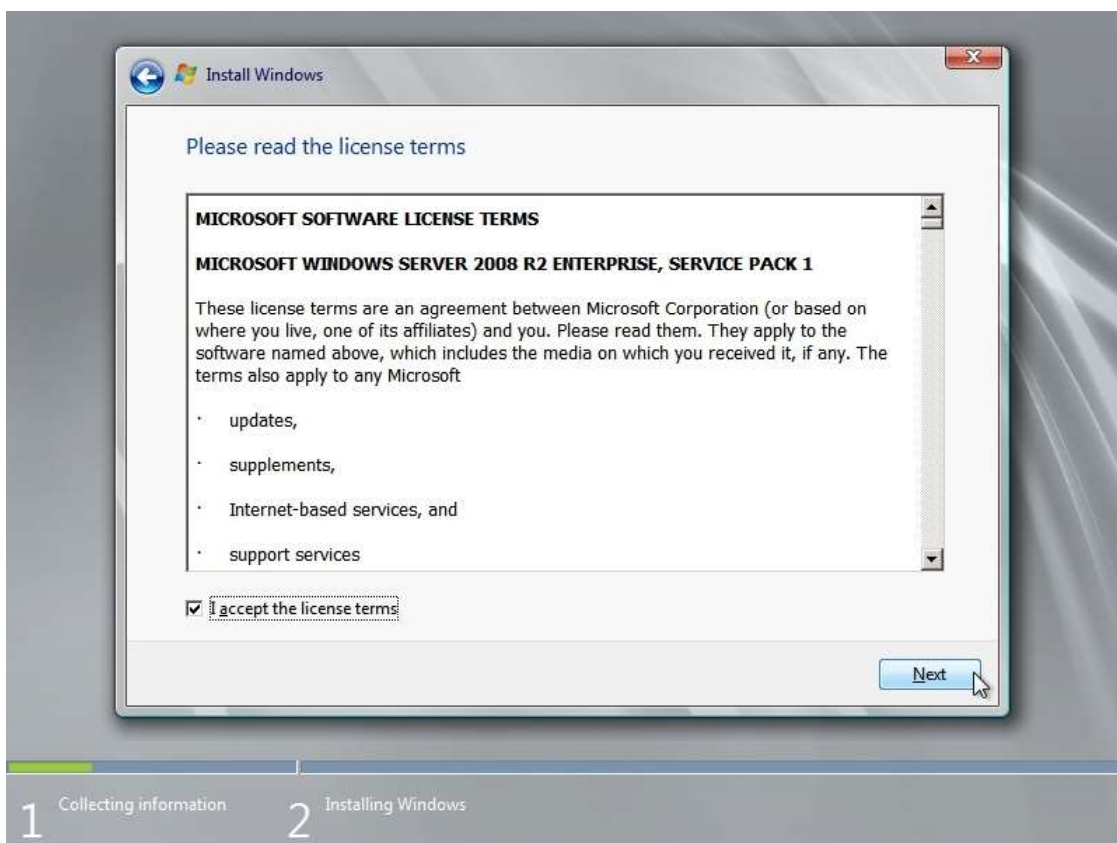 Install Windows
Please read the license terms
MICROSOFT SOFTWARE LICENSE TERMS
MICROSOFT WINDOWS SERVER 2008 R2 ENTERPRISE, SERVICE PACK 1
These license terms are an agreement between Microsoft Corporation (or based on
where you live, one of its affiliates) and you. Please read them. They apply to the
software named above, which includes the media on which you received it, if any. The
terms also apply to any Microsoft
· updates,
· supplements,
· Internet-based services, and
· support services
I accept the license terms
Next
1 Collecting information
2 Installing Windows